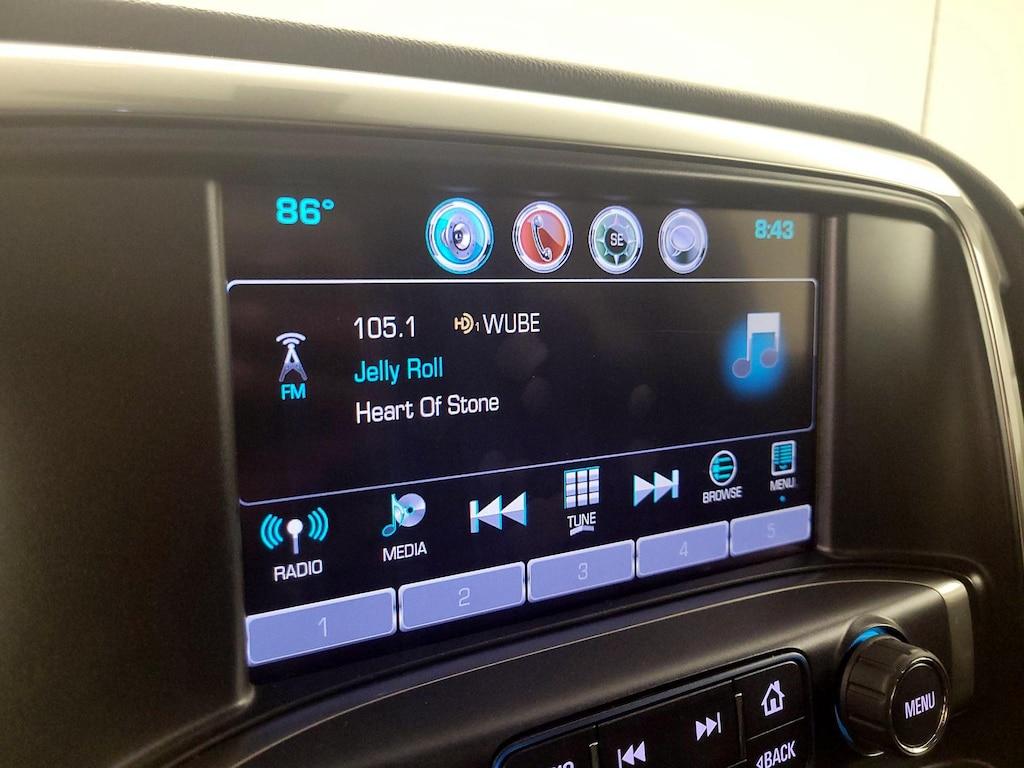 86°
SE
8:43
105.1 HD1 WUBE
Jelly Roll
FM
Heart Of Stone
RADIO
MEDIA
TUNE
BROWSE
MENU
1
2
3
4
5
MENU
BACK